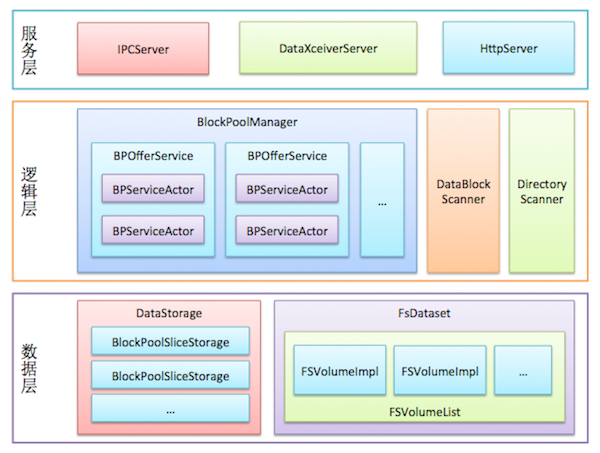 服务层
IPCServer
DataXceiverServer
HttpServer
逻辑层
BlockPoolManager
BPOfferService
BPServiceActor
BPServiceActor
BPOfferService
BPServiceActor
BPServiceActor
...
DataBlock
Scanner
Directory
Scanner
数据层
DataStorage
BlockPoolSliceStorage
BlockPoolSliceStorage
...
FsDataset
FSVolumeImpl
FSVolumeImpl
...
FSVolumeList